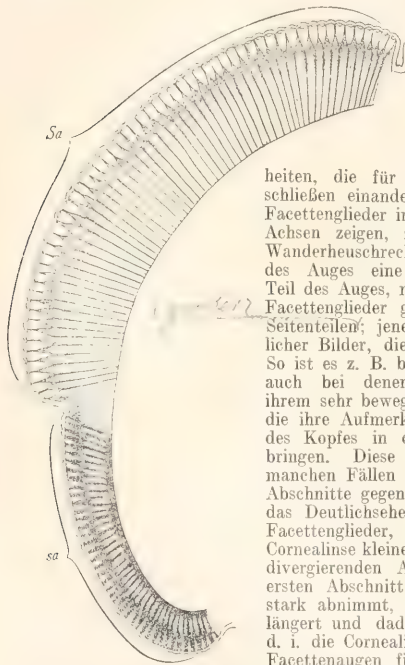 Sa
heiten, die für
schließen einande
Facettenglieder in
Achsen zeigen,
Wanderheuschrec
des Auges eine
Teil des Auges, n
Facettenglieder g
Seitenteilen; jene
licher Bilder, die
So ist es z. B. b
auch bei dener
ihrem sehr beweg
die ihre Aufmerk
des Kopfes in d
bringen. Diese
manchen Fällen
Abschnitte gegen
das Deutlichsehe
Facettenglieder,
Cornealinse kleine
divergierenden A
ersten Abschnitt
stark abnimmt,
längert und dad
d. i. die Corneali
Facettenaugen fi
sa